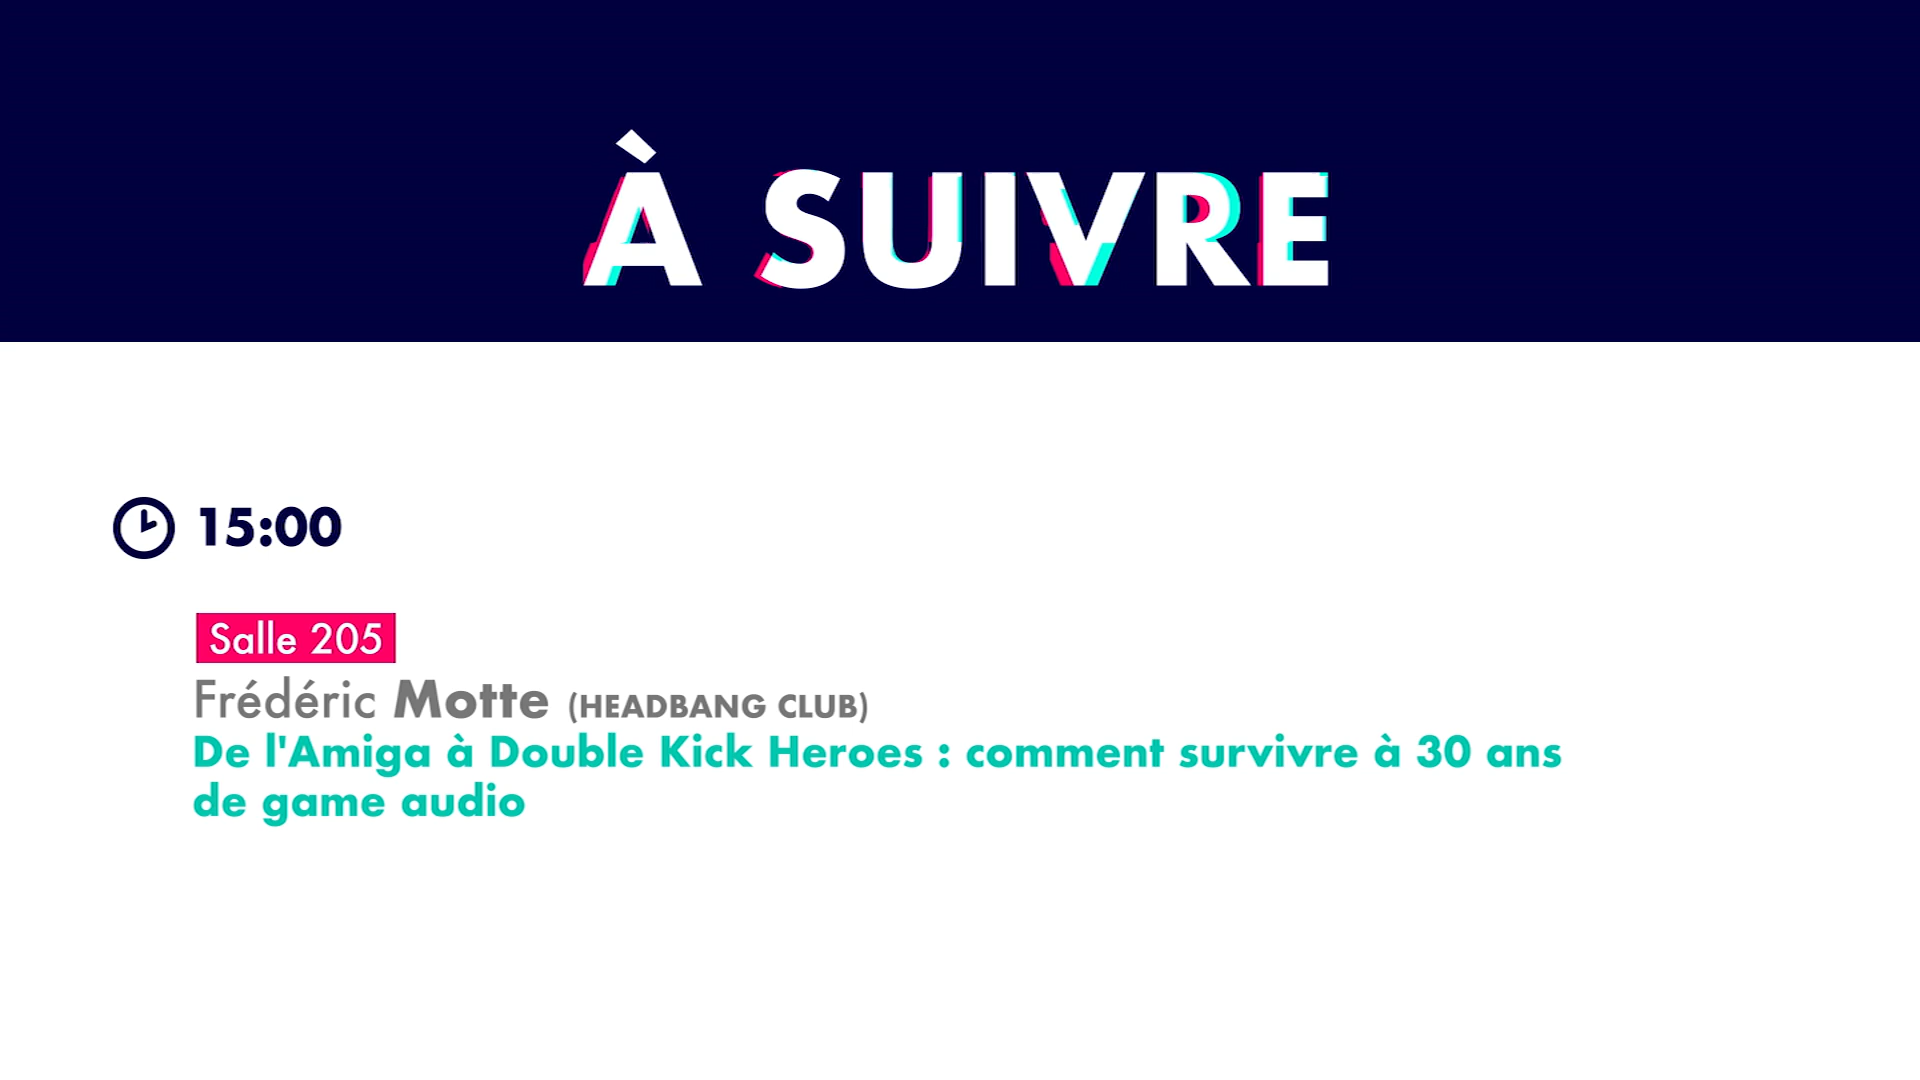 À SUIVRE
15:00
Salle 205
Frédéric Motte (HEADBANG CLUB)
De l'Amiga à Double Kick Heroes : comment survivre à 30 ans
de game audio